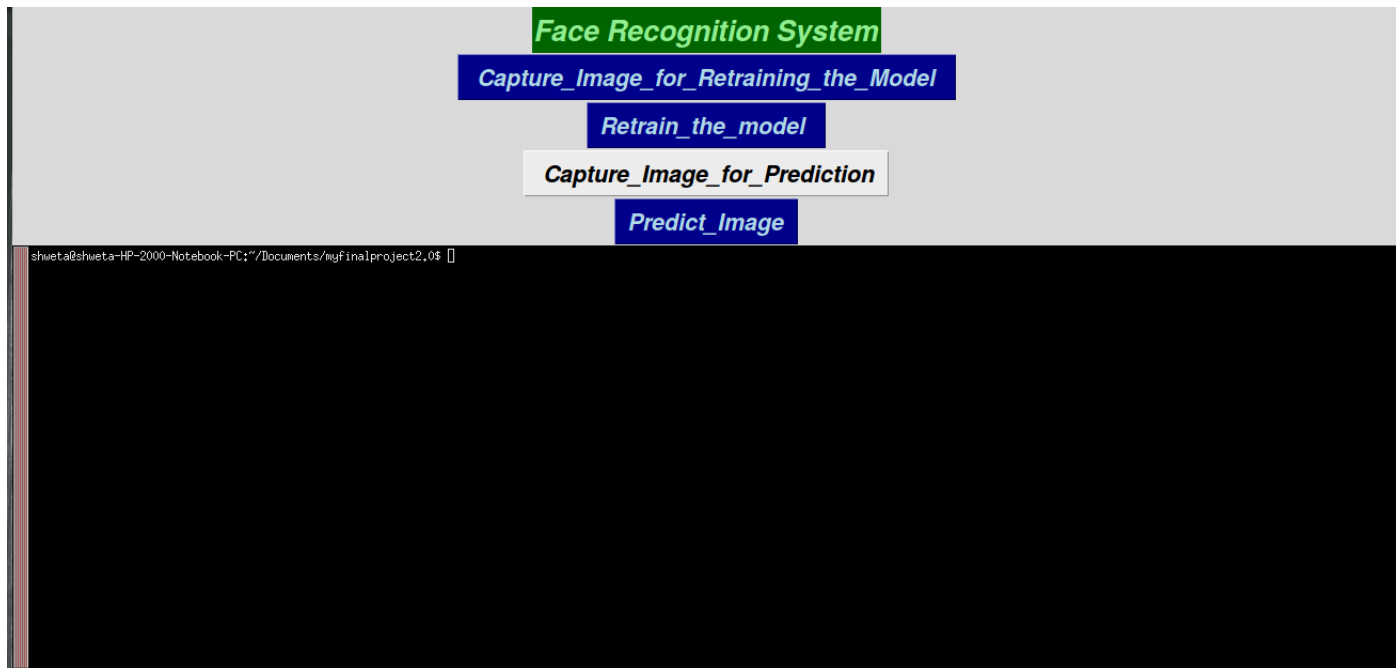 Face Recognition System
Capture_Image_for_Retraining_the_Model
Retrain_the_model
Capture_Image_for_Prediction
Predict_Image
shweta@shweta-HP-2000-Notebook-PC:~/Documents/myfinalproject2.0$